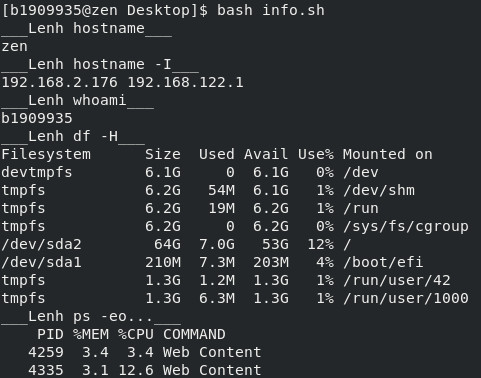 [b1909935@zen Desktop]$ bash info.sh
___Lenh hostname___
zen
___Lenh hostname -I___
192.168.2.176 192.168.122.1
___Lenh whoami___
b1909935
___Lenh df -H___
Filesystem      Size  Used Avail Use% Mounted on
devtmpfs        6.1G     0  6.1G   0% /dev
tmpfs           6.2G   54M  6.1G   1% /dev/shm
tmpfs           6.2G   19M  6.2G   1% /run
tmpfs           6.2G     0  6.2G   0% /sys/fs/cgroup
/dev/sda2        64G  7.0G   53G  12% /
/dev/sda1       210M  7.3M  203M   4% /boot/efi
tmpfs           1.3G  1.2M  1.3G   1% /run/user/42
tmpfs           1.3G  6.3M  1.3G   1% /run/user/1000
___Lenh ps -eo...___
    PID %MEM %CPU COMMAND
   4259  3.4  3.4 Web Content
   4335  3.1 12.6 Web Content